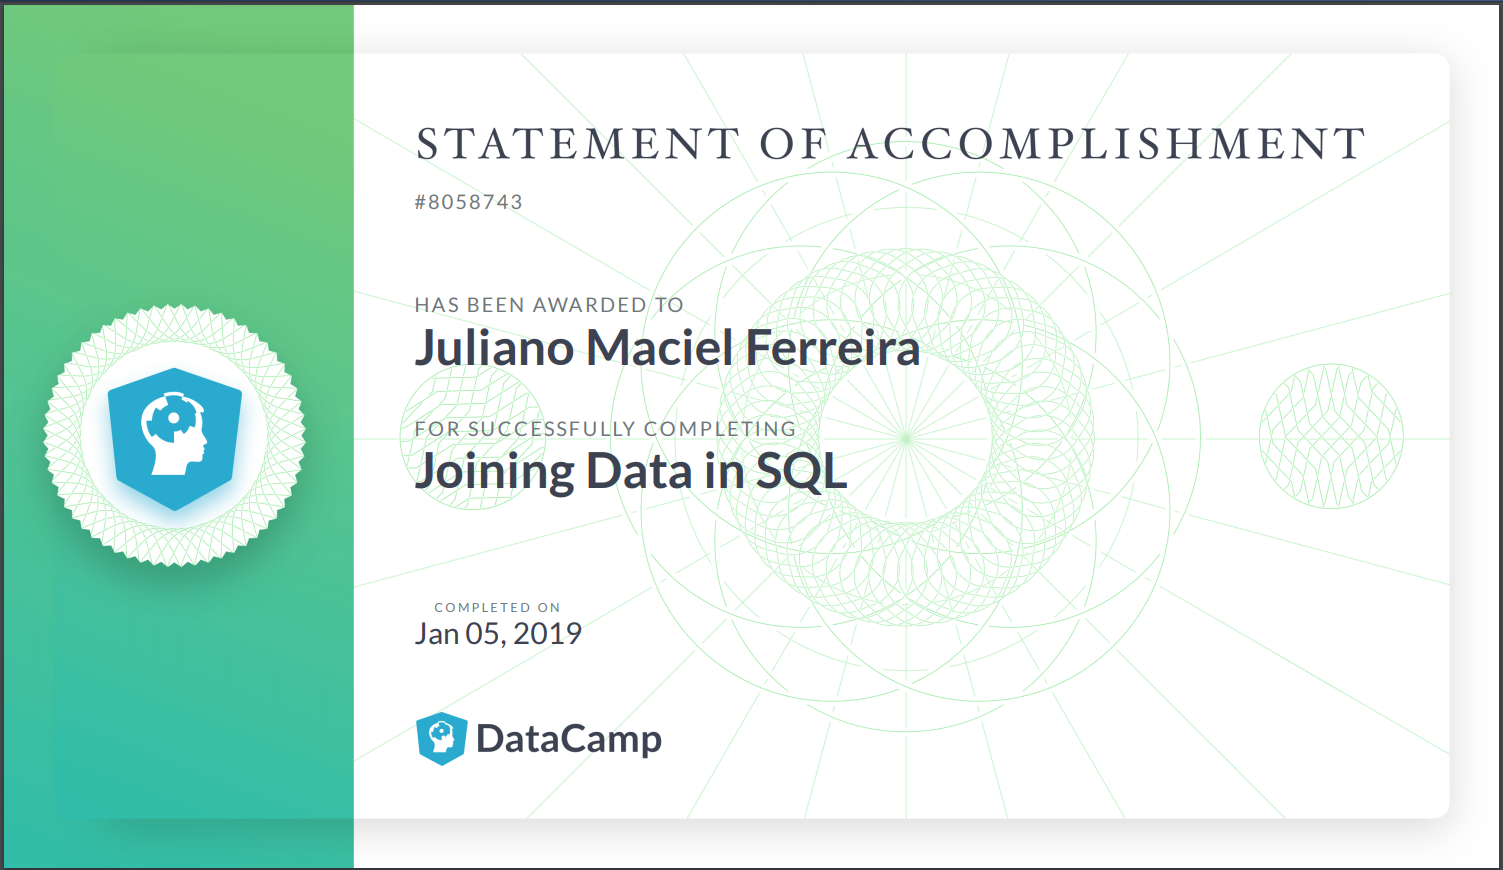 STATEMENT OF ACCOMPLISHMENT
#8058743
HAS BEEN AWARDED TO
Juliano Maciel Ferreira
FOR SUCCESSFULLY COMPLETING
Joining Data in SQL
COMPLETED ON
Jan 05, 2019
DataCamp